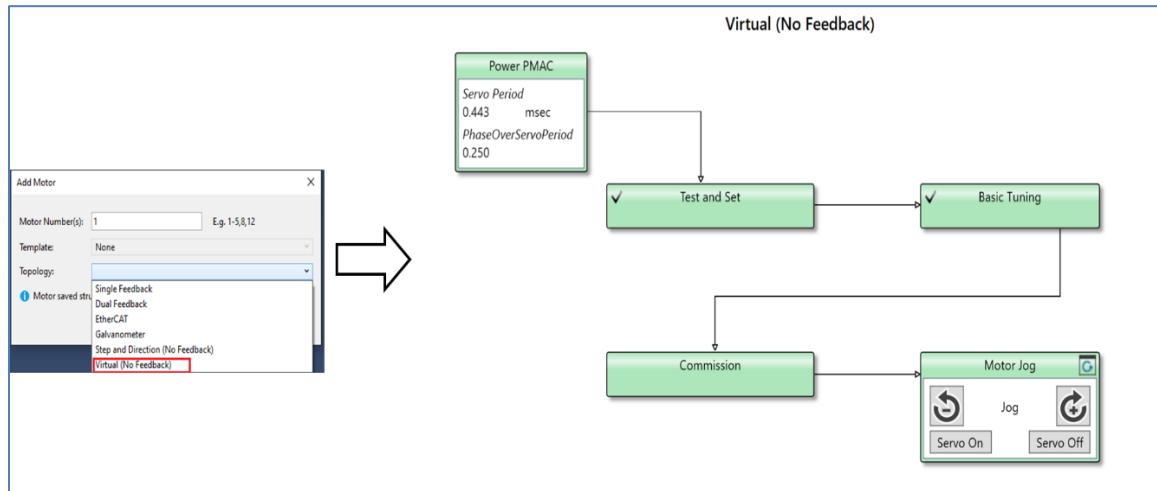 Virtual (No Feedback)
Power PMAC
Servo Period
0.443 msec
PhaseOverServoPeriod
0.250
Test and Set
Basic Tuning
Commission
Motor Jog
Jog
Servo On
Servo Off
Add Motor
Motor Number(s): 1 E.g. 1-5,8,12
Template: None
Topology:
Motor saved stru
Single Feedback
Dual Feedback
EtherCAT
Galvanometer
Step and Direction (No Feedback)
Virtual (No Feedback)